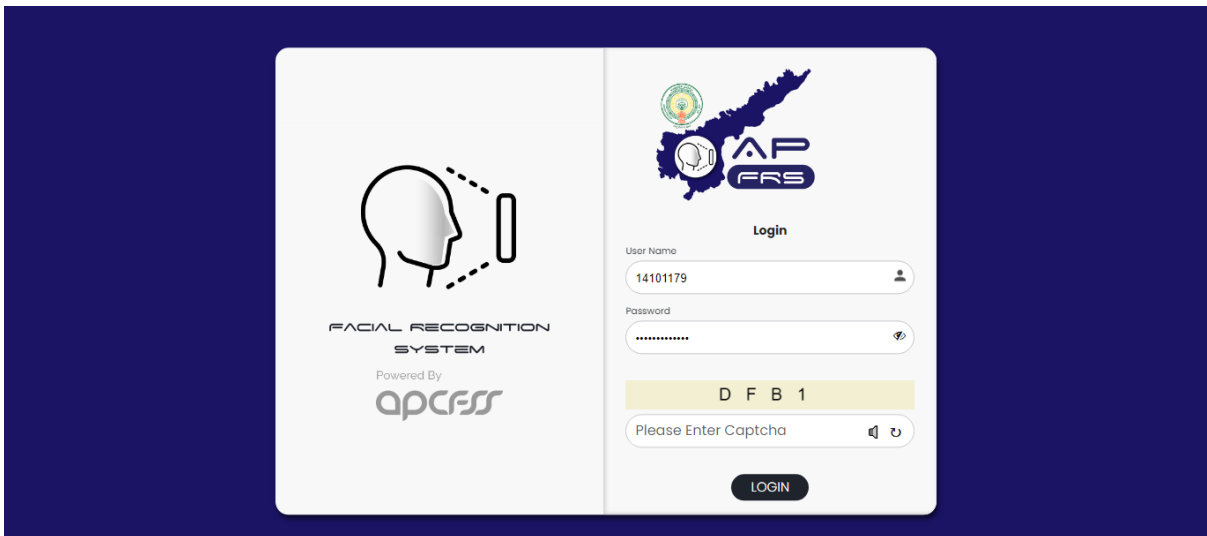 FACIAL RECOGNITION
SYSTEM
Powered By
apcfss
AP
FRS
Login
User Name
14101179
Password
•••••••••••••
D F B 1
Please Enter Captcha
LOGIN